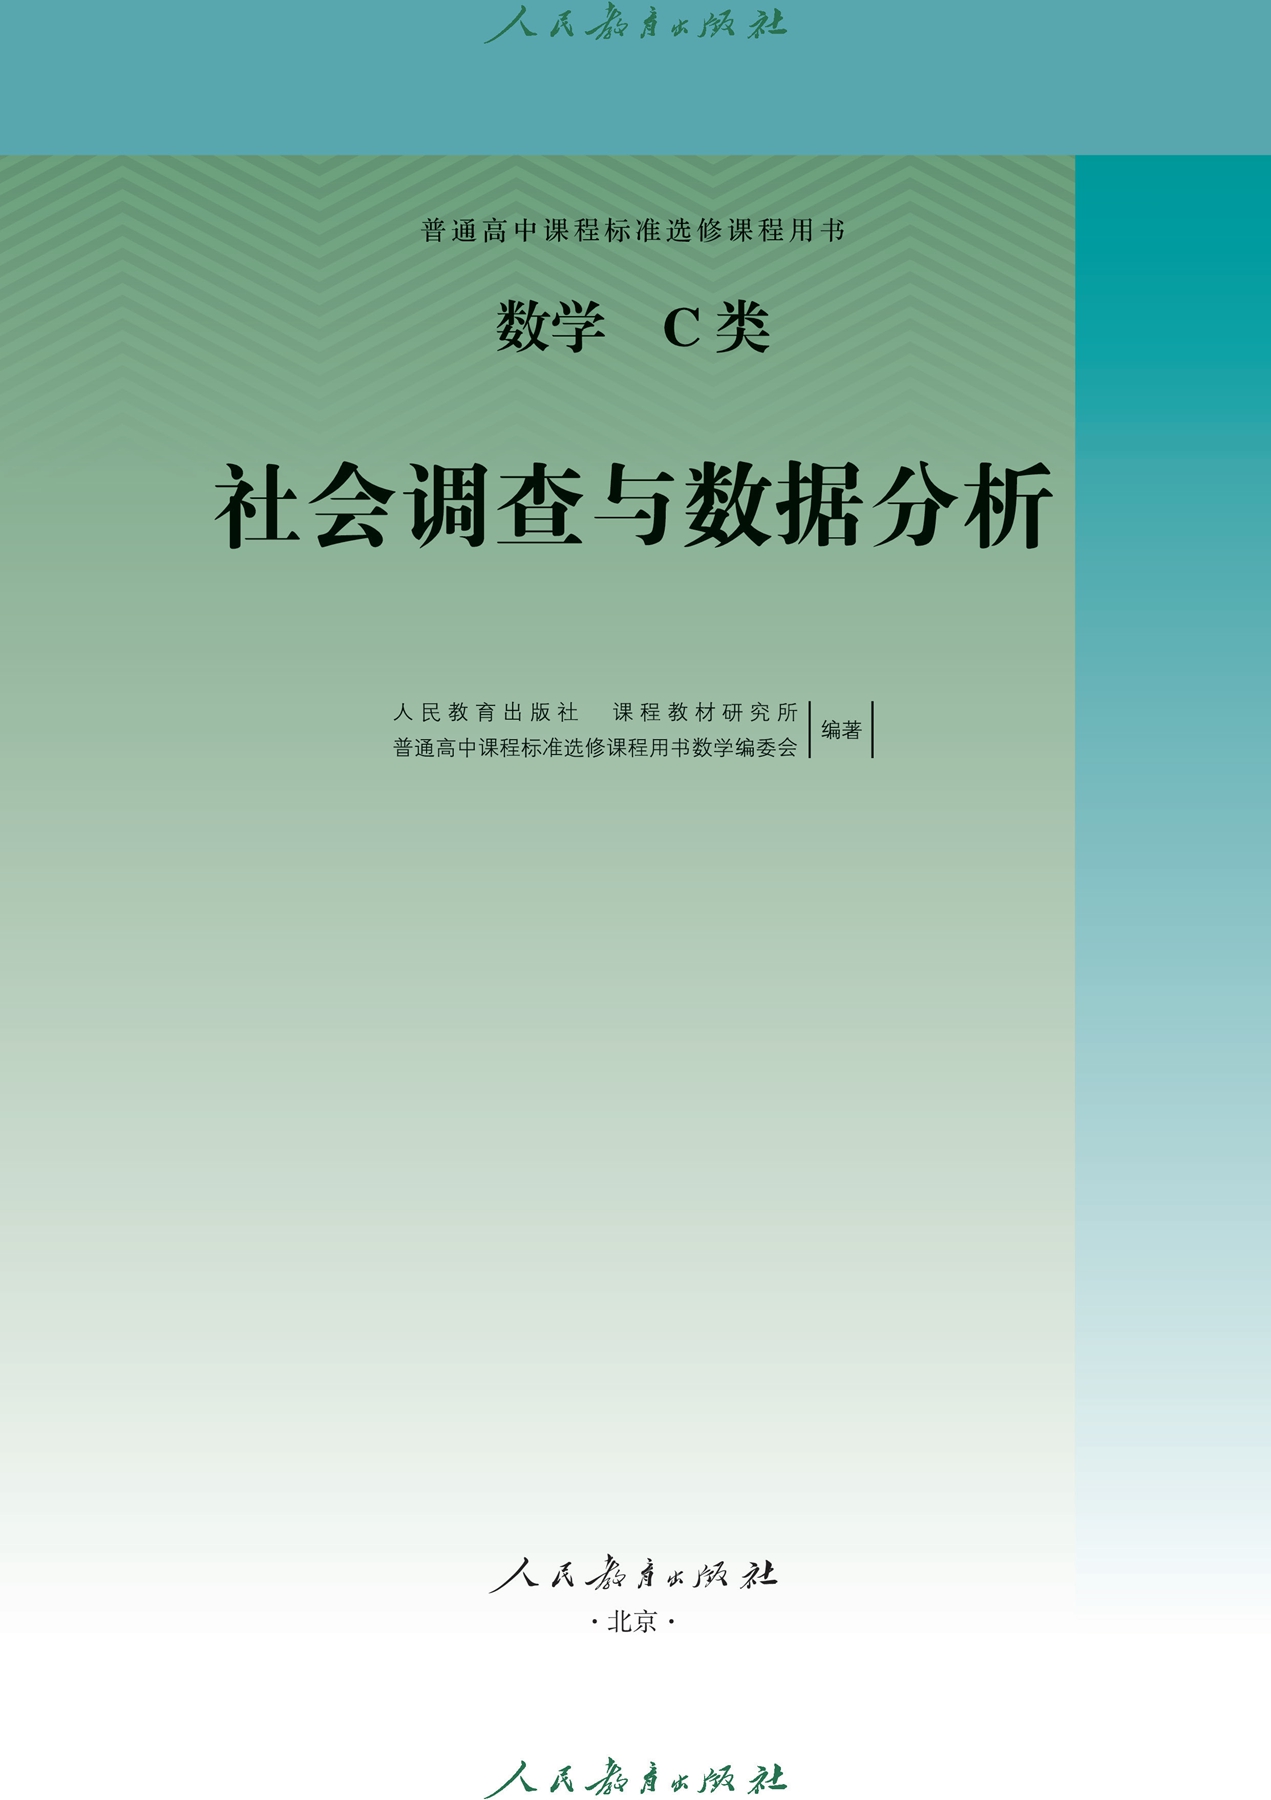 人民教育出版社
普通高中课程标准选修课程用书
数学 C 类
社会调查与数据分析
人民教育出版社 课程教材研究所
普通高中课程标准选修课程用书数学编委会
编著
人民教育出版社
·北京·
人民教育出版社